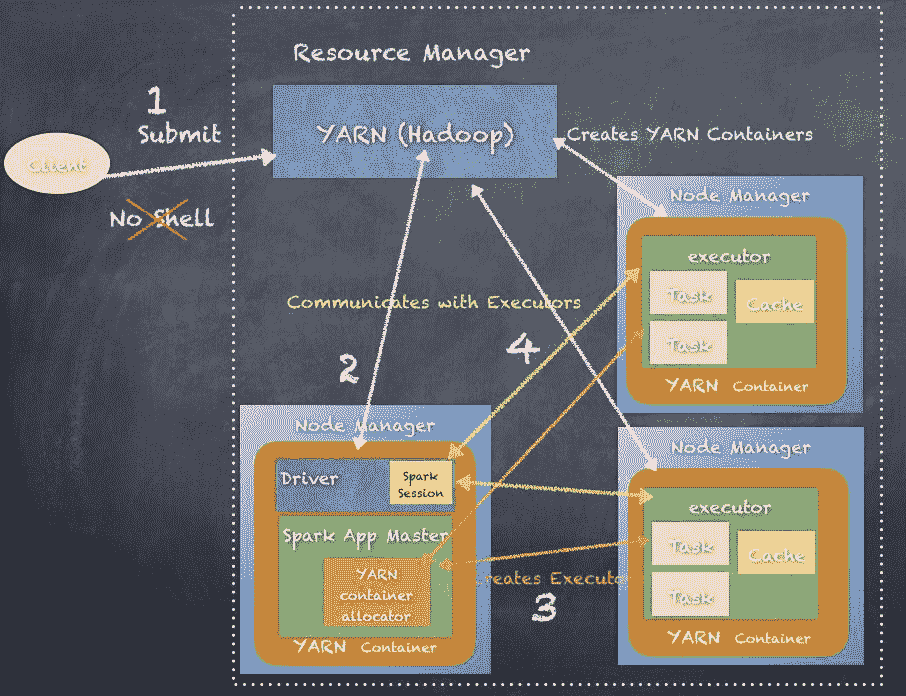 Resource Manager
1
Submit
YARN (Hadoop)
Creates YARN Containers
Client
No Shell
Node Manager
executor
Task
Cache
Task
YARN Container
Communicates with Executors
2
4
Node Manager
Driver
Spark
Session
Spark App Master
YARN
container
allocator
YARN Container
reates Executo
3
Node Manager
executor
Task
Cache
Task
YARN Container